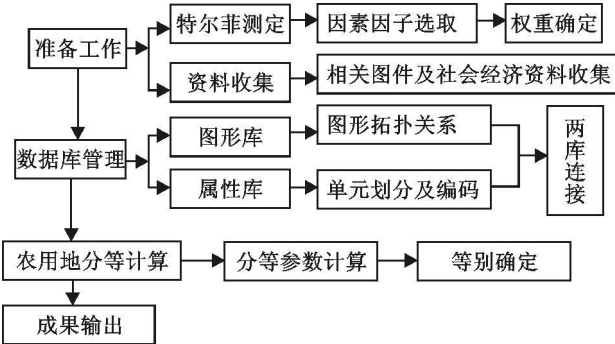 准备工作
特尔菲测定
因素因子选取
权重确定
资料收集
相关图件及社会经济资料收集
数据库管理
图形库
图形拓扑关系
属性库
单元划分及编码
两库连接
农用地分等计算
分等参数计算
等别确定
成果输出